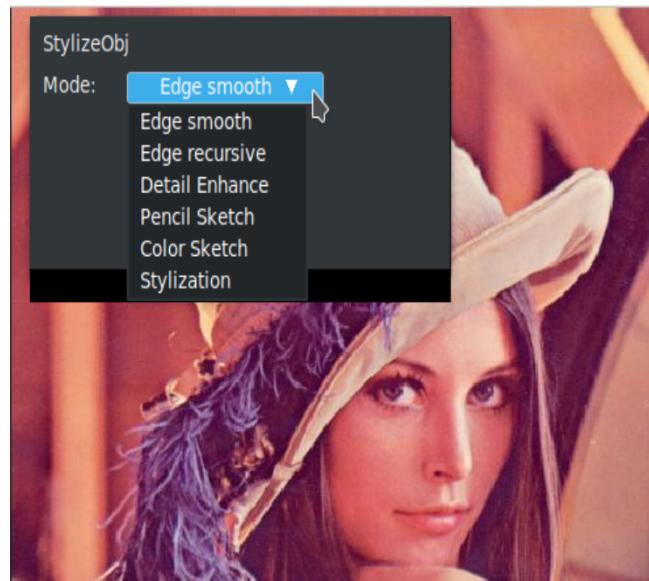 StylizeObj
Mode: Edge smooth ▼
Edge smooth
Edge recursive
Detail Enhance
Pencil Sketch
Color Sketch
Stylization